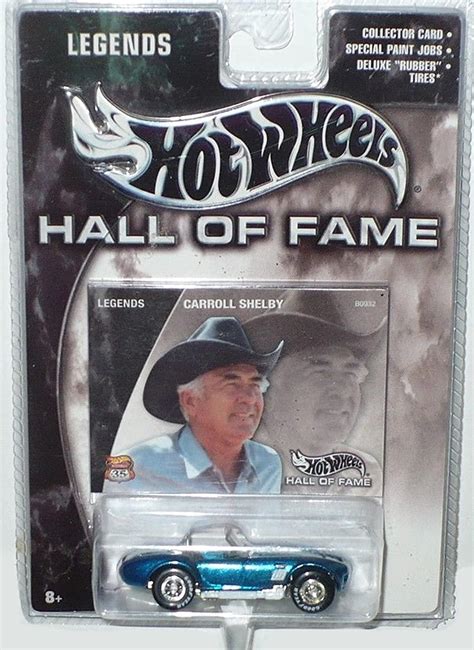 LEGENDS
COLLECTOR CARD •
SPECIAL PAINT JOBS •
DELUXE "RUBBER" •
TIRES*
HOT WHEELS
®
HALL OF FAME
LEGENDS CARROLL SHELBY B0932
35
HOT WHEELS
HALL OF FAME
8+